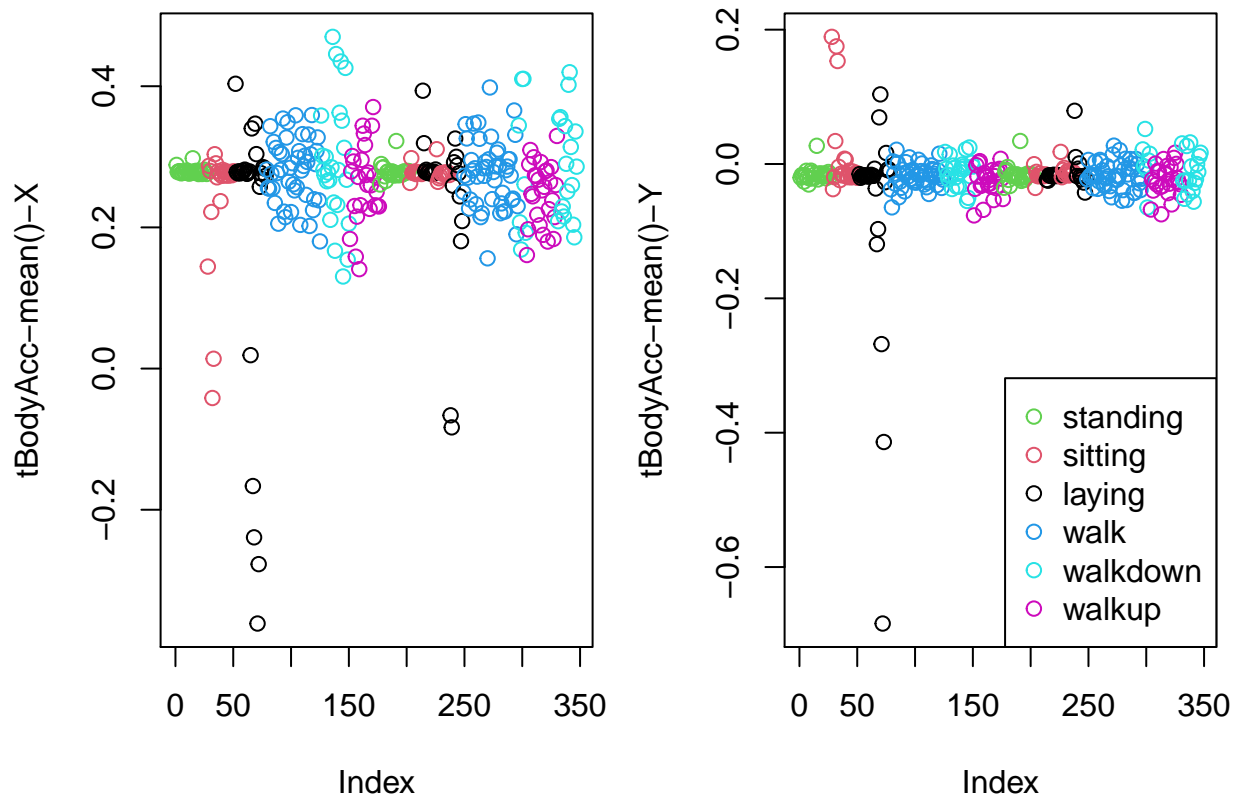 tBodyAcc−mean()−X
0.4
0.2
0.0
−0.2
0 50 150 250 350
Index
tBodyAcc−mean()−Y
0.2
0.0
−0.2
−0.4
−0.6
0 50 150 250 350
Index
standing
sitting
laying
walk
walkdown
walkup